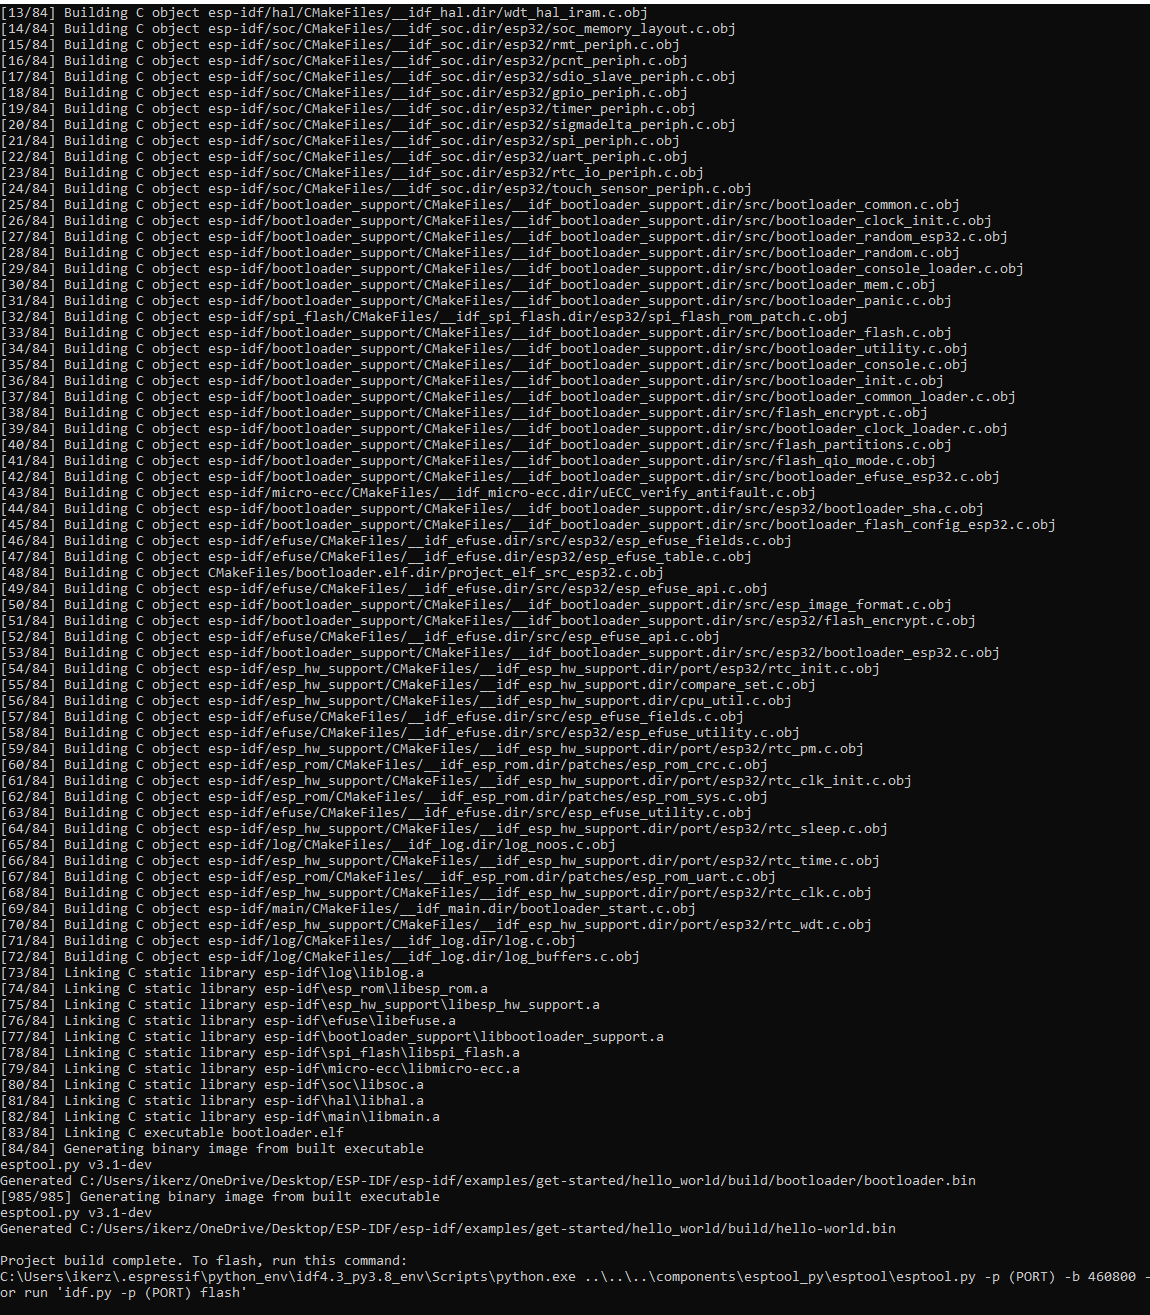 [13/84] Building C object esp-idf/hal/CMakeFiles/__idf_hal.dir/wdt_hal_iram.c.obj
[14/84] Building C object esp-idf/soc/CMakeFiles/__idf_soc.dir/esp32/soc_memory_layout.c.obj
[15/84] Building C object esp-idf/soc/CMakeFiles/__idf_soc.dir/esp32/rmt_periph.c.obj
[16/84] Building C object esp-idf/soc/CMakeFiles/__idf_soc.dir/esp32/pcnt_periph.c.obj
[17/84] Building C object esp-idf/soc/CMakeFiles/__idf_soc.dir/esp32/sdio_slave_periph.c.obj
[18/84] Building C object esp-idf/soc/CMakeFiles/__idf_soc.dir/esp32/gpio_periph.c.obj
[19/84] Building C object esp-idf/soc/CMakeFiles/__idf_soc.dir/esp32/timer_periph.c.obj
[20/84] Building C object esp-idf/soc/CMakeFiles/__idf_soc.dir/esp32/sigmadelta_periph.c.obj
[21/84] Building C object esp-idf/soc/CMakeFiles/__idf_soc.dir/esp32/spi_periph.c.obj
[22/84] Building C object esp-idf/soc/CMakeFiles/__idf_soc.dir/esp32/uart_periph.c.obj
[23/84] Building C object esp-idf/soc/CMakeFiles/__idf_soc.dir/esp32/rtc_io_periph.c.obj
[24/84] Building C object esp-idf/soc/CMakeFiles/__idf_soc.dir/esp32/touch_sensor_periph.c.obj
[25/84] Building C object esp-idf/bootloader_support/CMakeFiles/__idf_bootloader_support.dir/src/bootloader_common.c.obj
[26/84] Building C object esp-idf/bootloader_support/CMakeFiles/__idf_bootloader_support.dir/src/bootloader_clock_init.c.obj
[27/84] Building C object esp-idf/bootloader_support/CMakeFiles/__idf_bootloader_support.dir/src/bootloader_random_esp32.c.obj
[28/84] Building C object esp-idf/bootloader_support/CMakeFiles/__idf_bootloader_support.dir/src/bootloader_random.c.obj
[29/84] Building C object esp-idf/bootloader_support/CMakeFiles/__idf_bootloader_support.dir/src/bootloader_console_loader.c.obj
[30/84] Building C object esp-idf/bootloader_support/CMakeFiles/__idf_bootloader_support.dir/src/bootloader_mem.c.obj
[31/84] Building C object esp-idf/bootloader_support/CMakeFiles/__idf_bootloader_support.dir/src/bootloader_panic.c.obj
[32/84] Building C object esp-idf/spi_flash/CMakeFiles/__idf_spi_flash.dir/esp32/spi_flash_rom_patch.c.obj
[33/84] Building C object esp-idf/bootloader_support/CMakeFiles/__idf_bootloader_support.dir/src/bootloader_flash.c.obj
[34/84] Building C object esp-idf/bootloader_support/CMakeFiles/__idf_bootloader_support.dir/src/bootloader_utility.c.obj
[35/84] Building C object esp-idf/bootloader_support/CMakeFiles/__idf_bootloader_support.dir/src/bootloader_console.c.obj
[36/84] Building C object esp-idf/bootloader_support/CMakeFiles/__idf_bootloader_support.dir/src/bootloader_init.c.obj
[37/84] Building C object esp-idf/bootloader_support/CMakeFiles/__idf_bootloader_support.dir/src/bootloader_common_loader.c.obj
[38/84] Building C object esp-idf/bootloader_support/CMakeFiles/__idf_bootloader_support.dir/src/flash_encrypt.c.obj
[39/84] Building C object esp-idf/bootloader_support/CMakeFiles/__idf_bootloader_support.dir/src/bootloader_clock_loader.c.obj
[40/84] Building C object esp-idf/bootloader_support/CMakeFiles/__idf_bootloader_support.dir/src/flash_partitions.c.obj
[41/84] Building C object esp-idf/bootloader_support/CMakeFiles/__idf_bootloader_support.dir/src/flash_qio_mode.c.obj
[42/84] Building C object esp-idf/bootloader_support/CMakeFiles/__idf_bootloader_support.dir/src/bootloader_efuse_esp32.c.obj
[43/84] Building C object esp-idf/micro-ecc/CMakeFiles/__idf_micro-ecc.dir/uECC_verify_antifault.c.obj
[44/84] Building C object esp-idf/bootloader_support/CMakeFiles/__idf_bootloader_support.dir/src/esp32/bootloader_sha.c.obj
[45/84] Building C object esp-idf/bootloader_support/CMakeFiles/__idf_bootloader_support.dir/src/bootloader_flash_config_esp32.c.obj
[46/84] Building C object esp-idf/efuse/CMakeFiles/__idf_efuse.dir/src/esp32/esp_efuse_fields.c.obj
[47/84] Building C object esp-idf/efuse/CMakeFiles/__idf_efuse.dir/esp32/esp_efuse_table.c.obj
[48/84] Building C object CMakeFiles/bootloader.elf.dir/project_elf_src_esp32.c.obj
[49/84] Building C object esp-idf/efuse/CMakeFiles/__idf_efuse.dir/src/esp32/esp_efuse_api.c.obj
[50/84] Building C object esp-idf/bootloader_support/CMakeFiles/__idf_bootloader_support.dir/src/esp_image_format.c.obj
[51/84] Building C object esp-idf/bootloader_support/CMakeFiles/__idf_bootloader_support.dir/src/esp32/flash_encrypt.c.obj
[52/84] Building C object esp-idf/efuse/CMakeFiles/__idf_efuse.dir/src/esp_efuse_api.c.obj
[53/84] Building C object esp-idf/bootloader_support/CMakeFiles/__idf_bootloader_support.dir/src/esp32/bootloader_esp32.c.obj
[54/84] Building C object esp-idf/esp_hw_support/CMakeFiles/__idf_esp_hw_support.dir/port/esp32/rtc_init.c.obj
[55/84] Building C object esp-idf/esp_hw_support/CMakeFiles/__idf_esp_hw_support.dir/compare_set.c.obj
[56/84] Building C object esp-idf/esp_hw_support/CMakeFiles/__idf_esp_hw_support.dir/cpu_util.c.obj
[57/84] Building C object esp-idf/efuse/CMakeFiles/__idf_efuse.dir/src/esp_efuse_fields.c.obj
[58/84] Building C object esp-idf/efuse/CMakeFiles/__idf_efuse.dir/src/esp32/esp_efuse_utility.c.obj
[59/84] Building C object esp-idf/esp_hw_support/CMakeFiles/__idf_esp_hw_support.dir/port/esp32/rtc_pm.c.obj
[60/84] Building C object esp-idf/esp_rom/CMakeFiles/__idf_esp_rom.dir/patches/esp_rom_crc.c.obj
[61/84] Building C object esp-idf/esp_hw_support/CMakeFiles/__idf_esp_hw_support.dir/port/esp32/rtc_clk_init.c.obj
[62/84] Building C object esp-idf/esp_rom/CMakeFiles/__idf_esp_rom.dir/patches/esp_rom_sys.c.obj
[63/84] Building C object esp-idf/efuse/CMakeFiles/__idf_efuse.dir/src/esp_efuse_utility.c.obj
[64/84] Building C object esp-idf/esp_hw_support/CMakeFiles/__idf_esp_hw_support.dir/port/esp32/rtc_sleep.c.obj
[65/84] Building C object esp-idf/log/CMakeFiles/__idf_log.dir/log_noos.c.obj
[66/84] Building C object esp-idf/esp_hw_support/CMakeFiles/__idf_esp_hw_support.dir/port/esp32/rtc_time.c.obj
[67/84] Building C object esp-idf/esp_rom/CMakeFiles/__idf_esp_rom.dir/patches/esp_rom_uart.c.obj
[68/84] Building C object esp-idf/esp_hw_support/CMakeFiles/__idf_esp_hw_support.dir/port/esp32/rtc_clk.c.obj
[69/84] Building C object esp-idf/main/CMakeFiles/__idf_main.dir/bootloader_start.c.obj
[70/84] Building C object esp-idf/esp_hw_support/CMakeFiles/__idf_esp_hw_support.dir/port/esp32/rtc_wdt.c.obj
[71/84] Building C object esp-idf/log/CMakeFiles/__idf_log.dir/log.c.obj
[72/84] Building C object esp-idf/log/CMakeFiles/__idf_log.dir/log_buffers.c.obj
[73/84] Linking C static library esp-idf\log\liblog.a
[74/84] Linking C static library esp-idf\esp_rom\libesp_rom.a
[75/84] Linking C static library esp-idf\esp_hw_support\libesp_hw_support.a
[76/84] Linking C static library esp-idf\efuse\libefuse.a
[77/84] Linking C static library esp-idf\bootloader_support\libbootloader_support.a
[78/84] Linking C static library esp-idf\spi_flash\libspi_flash.a
[79/84] Linking C static library esp-idf\micro-ecc\libmicro-ecc.a
[80/84] Linking C static library esp-idf\soc\libsoc.a
[81/84] Linking C static library esp-idf\hal\libhal.a
[82/84] Linking C static library esp-idf\main\libmain.a
[83/84] Linking C executable bootloader.elf
[84/84] Generating binary image from built executable
esptool.py v3.1-dev
Generated C:/Users/ikerz/OneDrive/Desktop/ESP-IDF/esp-idf/examples/get-started/hello_world/build/bootloader/bootloader.bin
[985/985] Generating binary image from built executable
esptool.py v3.1-dev
Generated C:/Users/ikerz/OneDrive/Desktop/ESP-IDF/esp-idf/examples/get-started/hello_world/build/hello-world.bin
Project build complete. To flash, run this command:
C:\Users\ikerz\.espressif\python_env\idf4.3_py3.8_env\Scripts\python.exe ..\..\..\components\esptool_py\esptool\esptool.py -p (PORT) -b 460800 -
or run 'idf.py -p (PORT) flash'